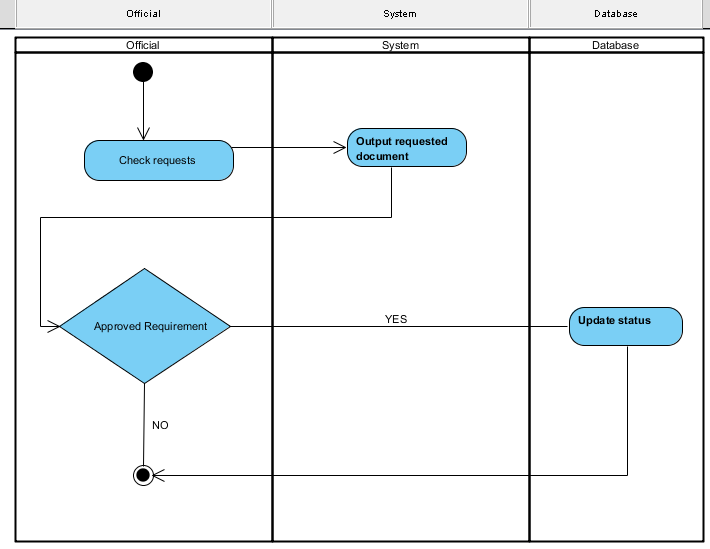 Official
System
Database
Official
System
Database
Check requests
Output requested
document
Approved Requirement
YES
Update status
NO